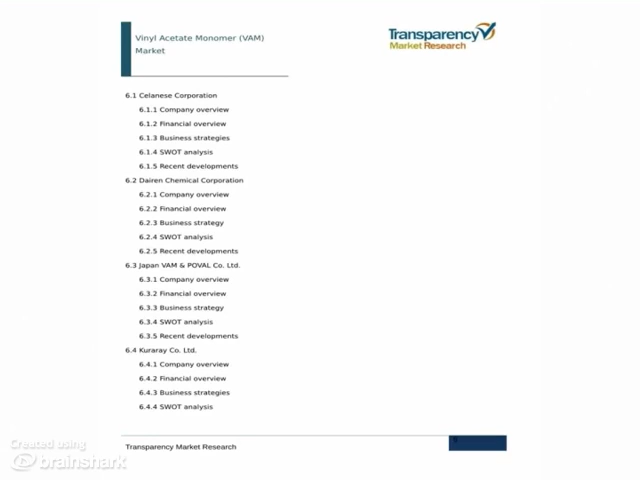 Vinyl Acetate Monomer (VAM)
Market
Transparency
Market Research
6.1 Celanese Corporation
6.1.1 Company overview
6.1.2 Financial overview
6.1.3 Business strategies
6.1.4 SWOT analysis
6.1.5 Recent developments
6.2 Dairen Chemical Corporation
6.2.1 Company overview
6.2.2 Financial overview
6.2.3 Business strategy
6.2.4 SWOT analysis
6.2.5 Recent developments
6.3 Japan VAM & POVAL Co. Ltd.
6.3.1 Company overview
6.3.2 Financial overview
6.3.3 Business strategy
6.3.4 SWOT analysis
6.3.5 Recent developments
6.4 Kuraray Co. Ltd.
6.4.1 Company overview
6.4.2 Financial overview
6.4.3 Business strategies
6.4.4 SWOT analysis
Transparency Market Research
Created using
brainshark